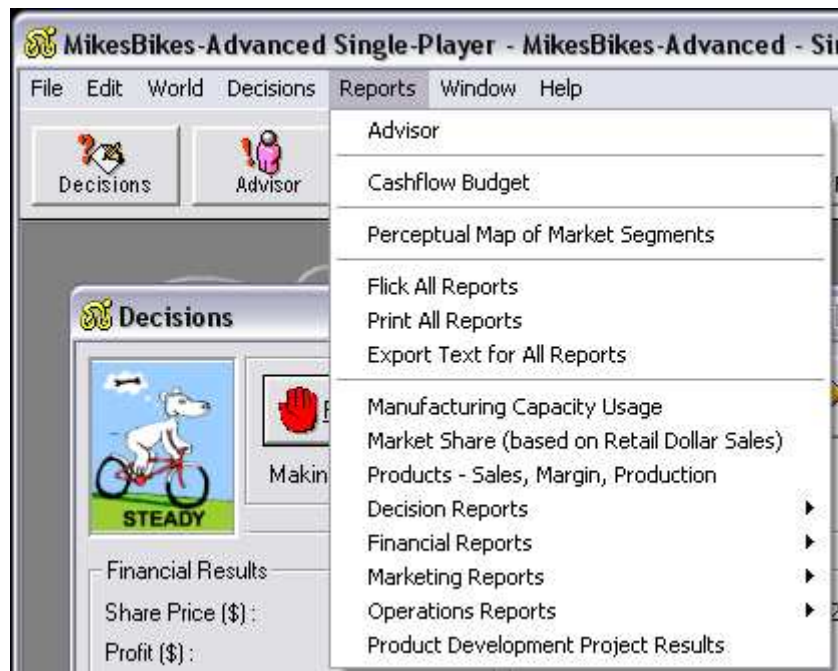 MikesBikes-Advanced Single-Player - MikesBikes-Advanced -
File Edit World Decisions Reports Window Help
Decisions
Advisor
Advisor
Cashflow Budget
Perceptual Map of Market Segments
Flick All Reports
Print All Reports
Export Text for All Reports
Manufacturing Capacity Usage
Market Share (based on Retail Dollar Sales)
Products - Sales, Margin, Production
Decision Reports
Financial Reports
Marketing Reports
Operations Reports
Product Development Project Results
Decisions
STEADY
Financial Results
Share Price ($) :
Profit ($) :